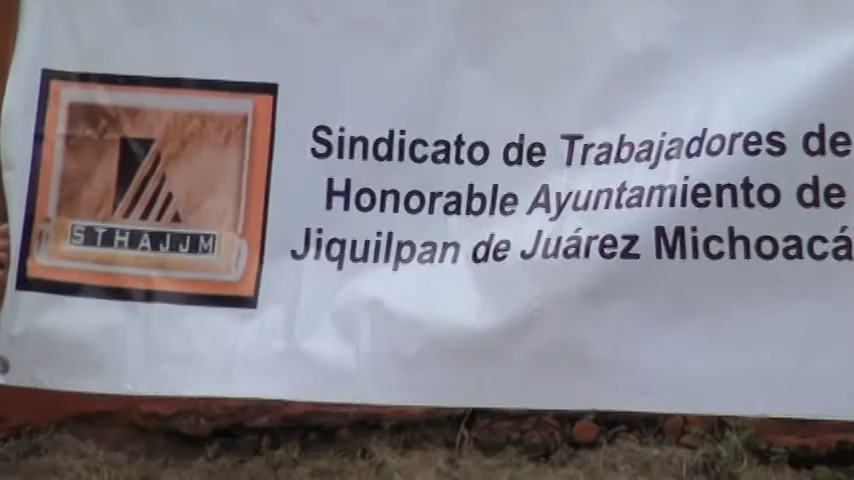 STHAJJM
Sindicato de Trabajadores de
Honorable Ayuntamiento de
Jiquilpan de Juárez Michoacá